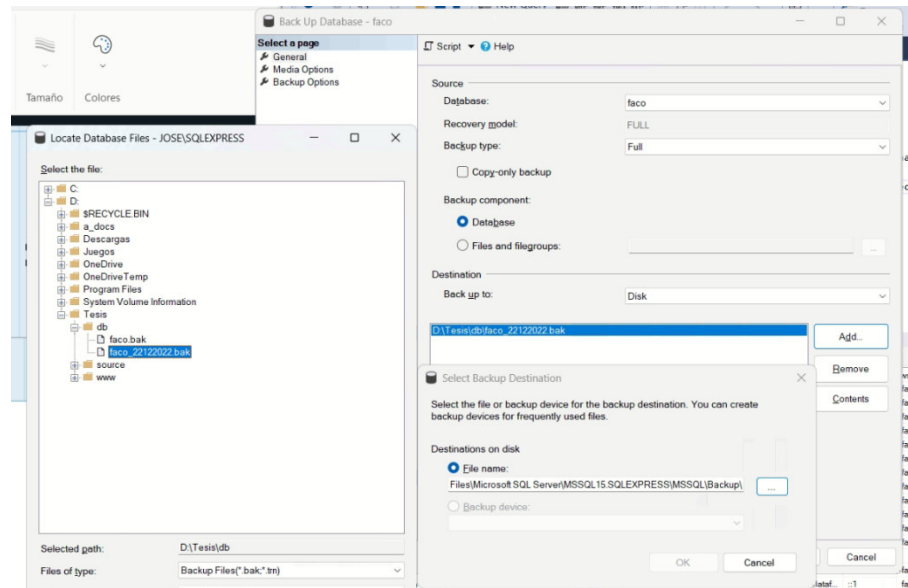 Back Up Database - faco
Select a page
General
Media Options
Backup Options
Script
Help
Tamaño
Colores
Source
Database:
faco
Recovery model:
FULL
Backup type:
Full
Copy-only backup
Backup component:
Database
Files and filegroups:
...
Destination
Back up to:
Disk
D:\Tesis\db\faco_22122022.bak
Add...
Remove
Contents
Cancel
Locate Database Files - JOSE\SQLEXPRESS
Select the file:
C:
D:
$RECYCLE.BIN
a_docs
Descargas
Juegos
OneDrive
OneDriveTemp
Program Files
System Volume Information
Tesis
db
faco.bak
faco_22122022.bak
source
www
Selected path:
D:\Tesis\db
Files of type:
Backup Files(*.bak;*.trn)
Select Backup Destination
Select the file or backup device for the backup destination. You can create
backup devices for frequently used files.
Destinations on disk
File name:
Files\Microsoft SQL Server\MSSQL15.SQLEXPRESS\MSSQL\Backup\
...
Backup device:
OK
Cancel
::1